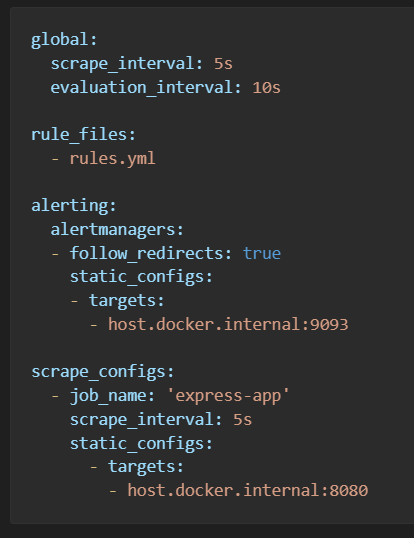 global:
  scrape_interval: 5s
  evaluation_interval: 10s

rule_files:
  - rules.yml

alerting:
  alertmanagers:
  - follow_redirects: true
    static_configs:
    - targets:
      - host.docker.internal:9093

scrape_configs:
  - job_name: 'express-app'
    scrape_interval: 5s
    static_configs:
      - targets:
        - host.docker.internal:8080